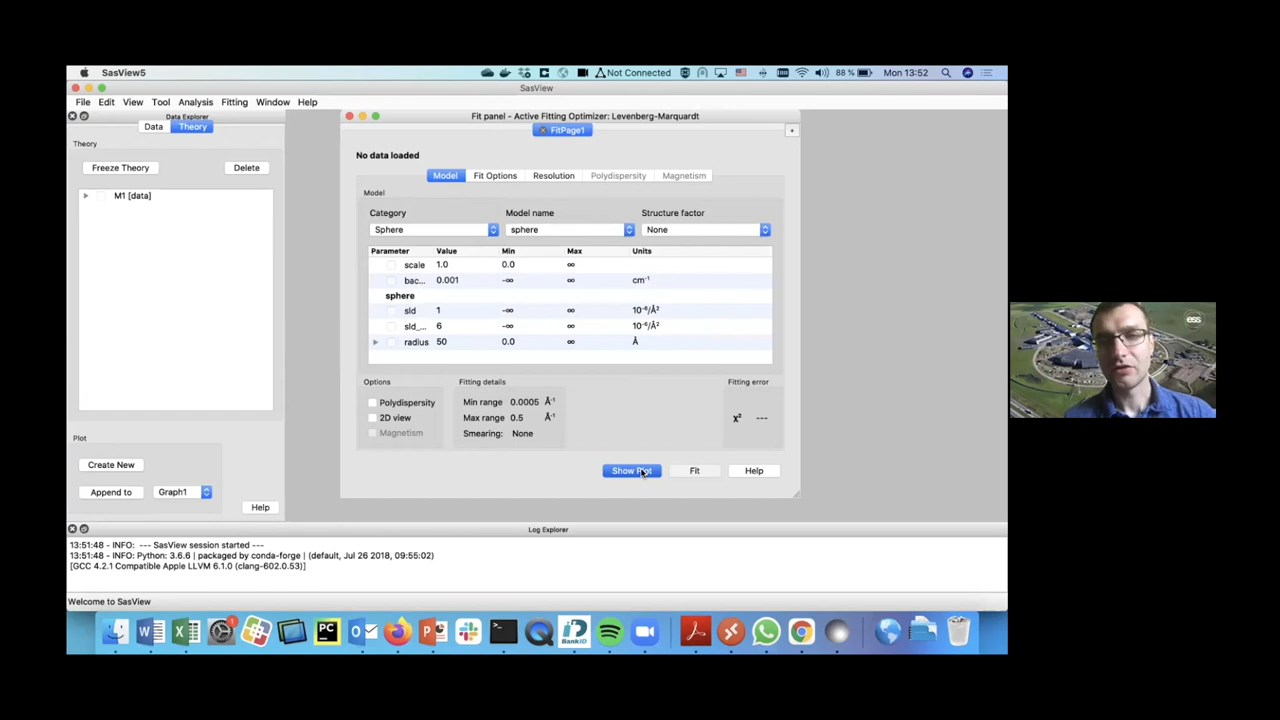 SasView5
Not Connected
88 %
Mon 13:52
SasView
File Edit View Tool Analysis Fitting Window Help
Data Explorer
Data Theory
Theory
Freeze Theory Delete
M1 [data]
Plot
Create New
Append to Graph1
Help
Fit panel - Active Fitting Optimizer: Levenberg-Marquardt
FitPage1
+
No data loaded
Model Fit Options Resolution Polydispersity Magnetism
Model
Category Model name Structure factor
Sphere sphere None
Parameter Value Min Max Units
scale 1.0 0.0 ∞
bac... 0.001 -∞ ∞ cm⁻¹
sphere
sld 1 -∞ ∞ 10⁻⁶/Å²
sld_... 6 -∞ ∞ 10⁻⁶/Å²
radius 50 0.0 ∞ Å
Options Fitting details Fitting error
Polydispersity Min range 0.0005 Å⁻¹
2D view Max range 0.5 Å⁻¹ χ² ---
Magnetism Smearing: None
Show Plot Fit Help
ess
Log Explorer
13:51:48 - INFO: --- SasView session started ---
13:51:48 - INFO: Python: 3.6.6 | packaged by conda-forge | (default, Jul 26 2018, 09:55:02)
[GCC 4.2.1 Compatible Apple LLVM 6.1.0 (clang-602.0.53)]
Welcome to SasView
W X 1 PC O P BankID